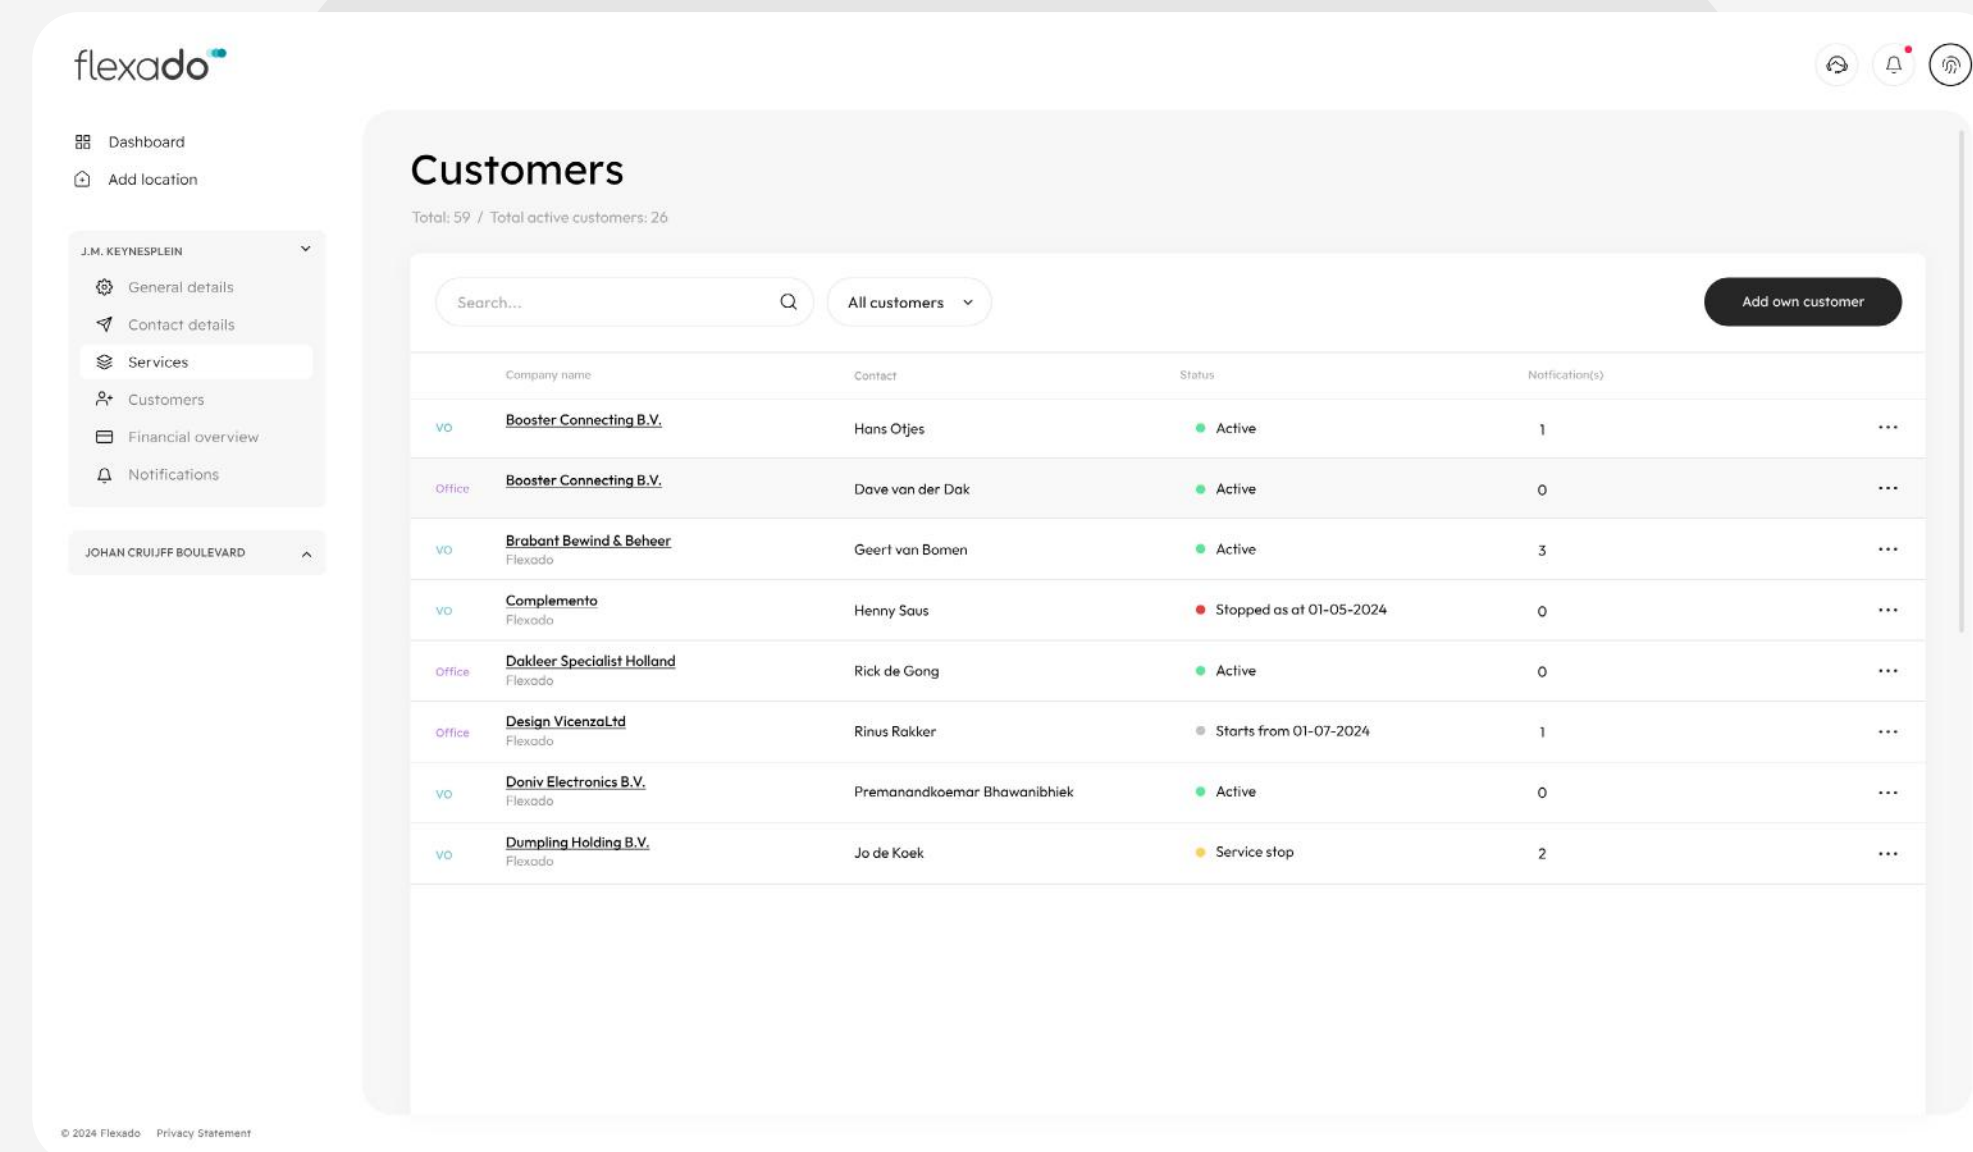 flexado
Dashboard
Add location
J.M. KEYNESPLEIN
General details
Contact details
Services
Customers
Financial overview
Notifications
JOHAN CRUIJFF BOULEVARD
Customers
Total: 59 / Total active customers: 26
Search... All customers Add own customer
Company name Contact Status Notfication(s)
VO Booster Connecting B.V. Hans Otjes Active 1 ...
Office Booster Connecting B.V. Dave van der Dak Active 0 ...
VO Brabant Bewind & Beheer Geert van Bomen Active 3 ...
Flexado
VO Complemento Henny Saus Stopped as at 01-05-2024 0 ...
Flexado
Office Dakleer Specialist Holland Rick de Gong Active 0 ...
Flexado
Office Design VicenzaLtd Rinus Rakker Starts from 01-07-2024 1 ...
Flexado
VO Doniv Electronics B.V. Premanandkoemar Bhawanibhiek Active 0 ...
Flexado
VO Dumpling Holding B.V. Jo de Koek Service stop 2 ...
Flexado
© 2024 Flexado Privacy Statement